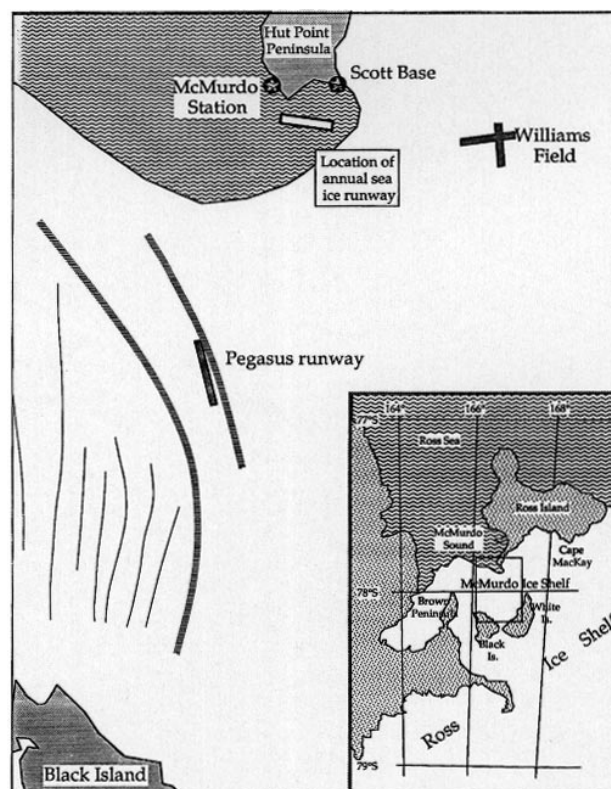 Hut Point
Peninsula
McMurdo
Station
Scott Base
Williams
Field
Location of
annual sea
ice runway
Pegasus runway
Black Island
164°
166°
168°
77°S
Ross Sea
Ross Island
McMurdo
Sound
Cape
MacKay
McMurdo Ice Shelf
78°S
Brown
Peninsula
White
Is.
Black
Is.
Ross Ice Shelf
79°S